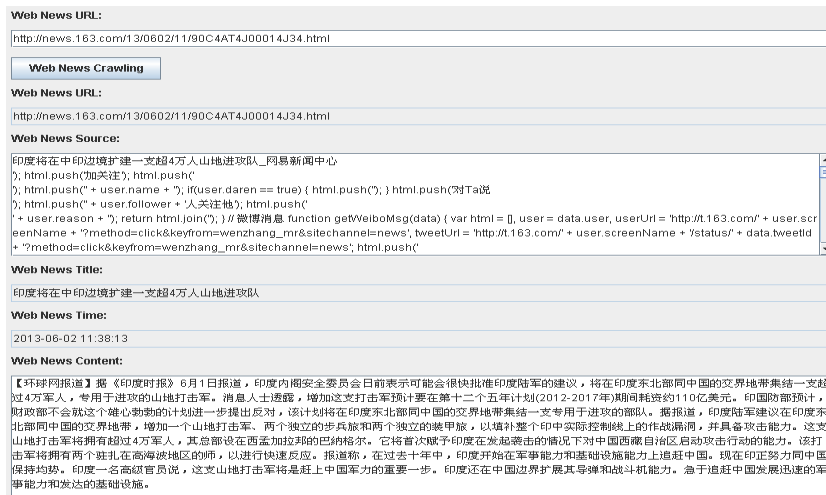 Web News URL:
http://news.163.com/13/0602/11/90C4AT4J00014J34.html
Web News Crawling
Web News URL:
http://news.163.com/13/0602/11/90C4AT4J00014J34.html
Web News Source:
印度将在中印边境扩建一支超4万人山地进攻队_网易新闻中心
'); html.push('加关注'); html.push('
'); html.push('' + user.name + ''); if(user.daren == true) { html.push(''); } html.push('对Ta说
'); html.push('' + user.follower + '人关注他'); html.push('
' + user.reason + ''); return html.join(''); } // 微博消息 function getWeiboMsg(data) { var html = [], user = data.user, userUrl = 'http://t.163.com/' + user.scr
eenName + '?method=click&keyfrom=wenzhang_mr&sitechannel=news', tweetUrl = 'http://t.163.com/' + user.screenName + '/status/' + data.tweetId
+ '?method=click&keyfrom=wenzhang_mr&sitechannel=news'; html.push('
Web News Title:
印度将在中印边境扩建一支超4万人山地进攻队
Web News Time:
2013-06-02 11:38:13
Web News Content:
【环球网报道】据《印度时报》6月1日报道，印度内阁安全委员会日前表示可能会很快批准印度陆军的建议，将在印度东北部同中国的交界地带集结一支超
过4万军人，专用于进攻的山地打击军。消息人士透露，增加这支打击军预计要在第十二个五年计划(2012-2017年)期间耗资约110亿美元。印国防部预计，
财政部不会就这个雄心勃勃的计划进一步提出反对，该计划将在印度东北部同中国的交界地带集结一支专用于进攻的部队。据报道，印度陆军建议在印度东
北部同中国的交界地带，增加一个山地打击军、两个独立的步兵旅和两个独立的装甲旅，以填补整个印中实际控制线上的作战漏洞，并具备攻击能力。这支
山地打击军将拥有超过4万军人，其总部设在西孟加拉邦的巴纳格尔。它将首次赋予印度在发起袭击的情况下对中国西藏自治区启动攻击行动的能力。该打
击军将拥有两个驻扎在高海波地区的师，以进行快速反应。报道称，在过去十年中，印度开始在军事能力和基础设施能力上追赶中国。现在印正努力同中国
保持均势。印度一名高级官员说，这支山地打击军将是赶上中国军力的重要一步。印度还在中国边界扩展其导弹和战斗机能力。急于追赶中国发展迅速的军
事能力和发达的基础设施。